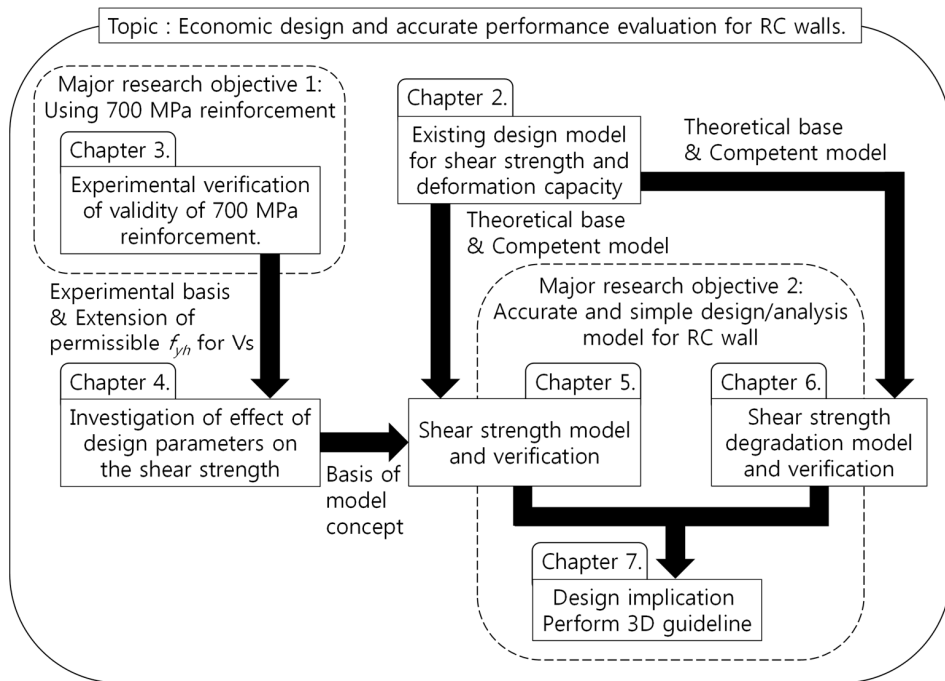 Topic : Economic design and accurate performance evaluation for RC walls.
Major research objective 1:
Using 700 MPa reinforcement
Chapter 3.
Experimental verification
of validity of 700 MPa
reinforcement.
Chapter 2.
Existing design model
for shear strength and
deformation capacity
Theoretical base
& Competent model
Theoretical base
& Competent model
Experimental basis
& Extension of
permissible fyh for Vs
Major research objective 2:
Accurate and simple design/analysis
model for RC wall
Chapter 4.
Investigation of effect of
design parameters on
the shear strength
Basis of
model
concept
Chapter 5.
Shear strength model
and verification
Chapter 6.
Shear strength
degradation model
and verification
Chapter 7.
Design implication
Perform 3D guideline